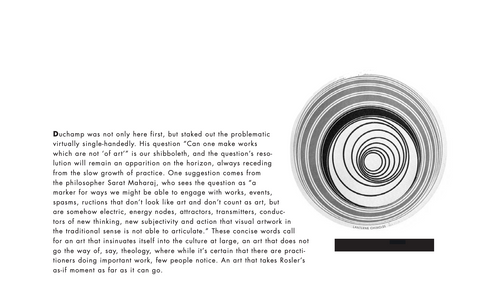 Duchamp was not only here first, but staked out the problematic
virtually single-handedly. His question “Can one make works
which are not ‘of art’” is our shibboleth, and the question’s reso-
lution will remain an apparition on the horizon, always receding
from the slow growth of practice. One suggestion comes from
the philosopher Sarat Maharaj, who sees the question as “a
marker for ways we might be able to engage with works, events,
spasms, ructions that don’t look like art and don’t count as art, but
are somehow electric, energy nodes, attractors, transmitters, conduc-
tors of new thinking, new subjectivity and action that visual artwork in
the traditional sense is not able to articulate.” These concise words call
for an art that insinuates itself into the culture at large, an art that does not
go the way of, say, theology, where while it’s certain that there are practi-
tioners doing important work, few people notice. An art that takes Rosler’s
as-if moment as far as it can go.